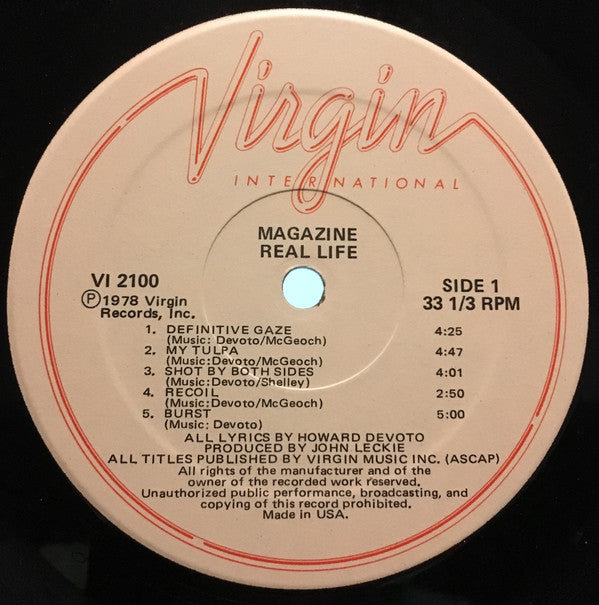 Virgin
INTERNATIONAL
MAGAZINE
REAL LIFE
VI 2100
Ⓟ1978 Virgin
Records, Inc.
SIDE 1
33 1/3 RPM
1. DEFINITIVE GAZE 4:25
(Music: Devoto/McGeoch)
2. MY TULPA 4:47
(Music:Devoto/McGeoch)
3. SHOT BY BOTH SIDES 4:01
(Music:Devoto/Shelley)
4. RECOIL 2:50
(Music:Devoto/McGeoch)
5. BURST 5:00
(Music: Devoto)
ALL LYRICS BY HOWARD DEVOTO
PRODUCED BY JOHN LECKIE
ALL TITLES PUBLISHED BY VIRGIN MUSIC INC. (ASCAP)
All rights of the manufacturer and of the
owner of the recorded work reserved.
Unauthorized public performance, broadcasting, and
copying of this record prohibited.
Made in USA.